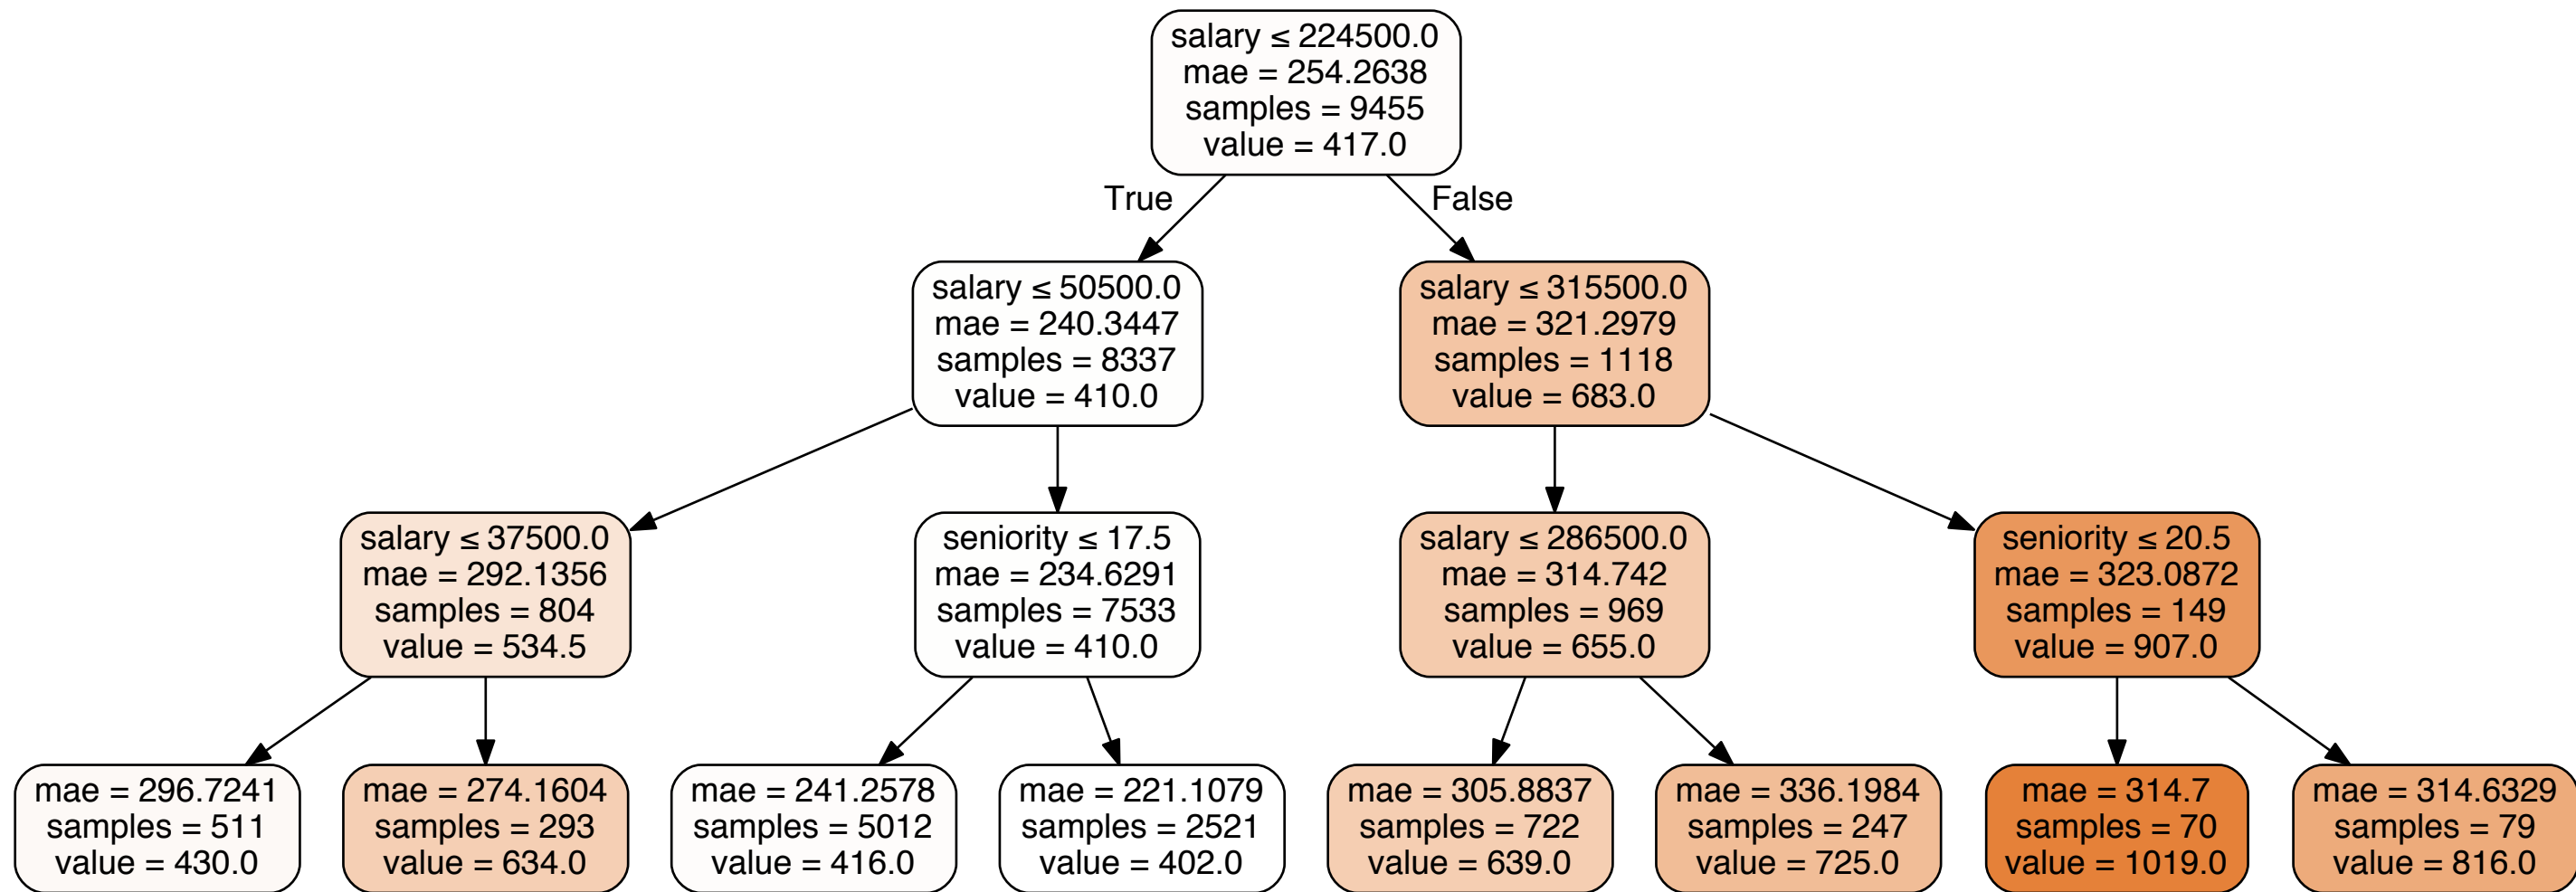 salary ≤ 224500.0
mae = 254.2638
samples = 9455
value = 417.0
True
False
salary ≤ 50500.0
mae = 240.3447
samples = 8337
value = 410.0
salary ≤ 315500.0
mae = 321.2979
samples = 1118
value = 683.0
salary ≤ 37500.0
mae = 292.1356
samples = 804
value = 534.5
seniority ≤ 17.5
mae = 234.6291
samples = 7533
value = 410.0
salary ≤ 286500.0
mae = 314.742
samples = 969
value = 655.0
seniority ≤ 20.5
mae = 323.0872
samples = 149
value = 907.0
mae = 296.7241
samples = 511
value = 430.0
mae = 274.1604
samples = 293
value = 634.0
mae = 241.2578
samples = 5012
value = 416.0
mae = 221.1079
samples = 2521
value = 402.0
mae = 305.8837
samples = 722
value = 639.0
mae = 336.1984
samples = 247
value = 725.0
mae = 314.7
samples = 70
value = 1019.0
mae = 314.6329
samples = 79
value = 816.0